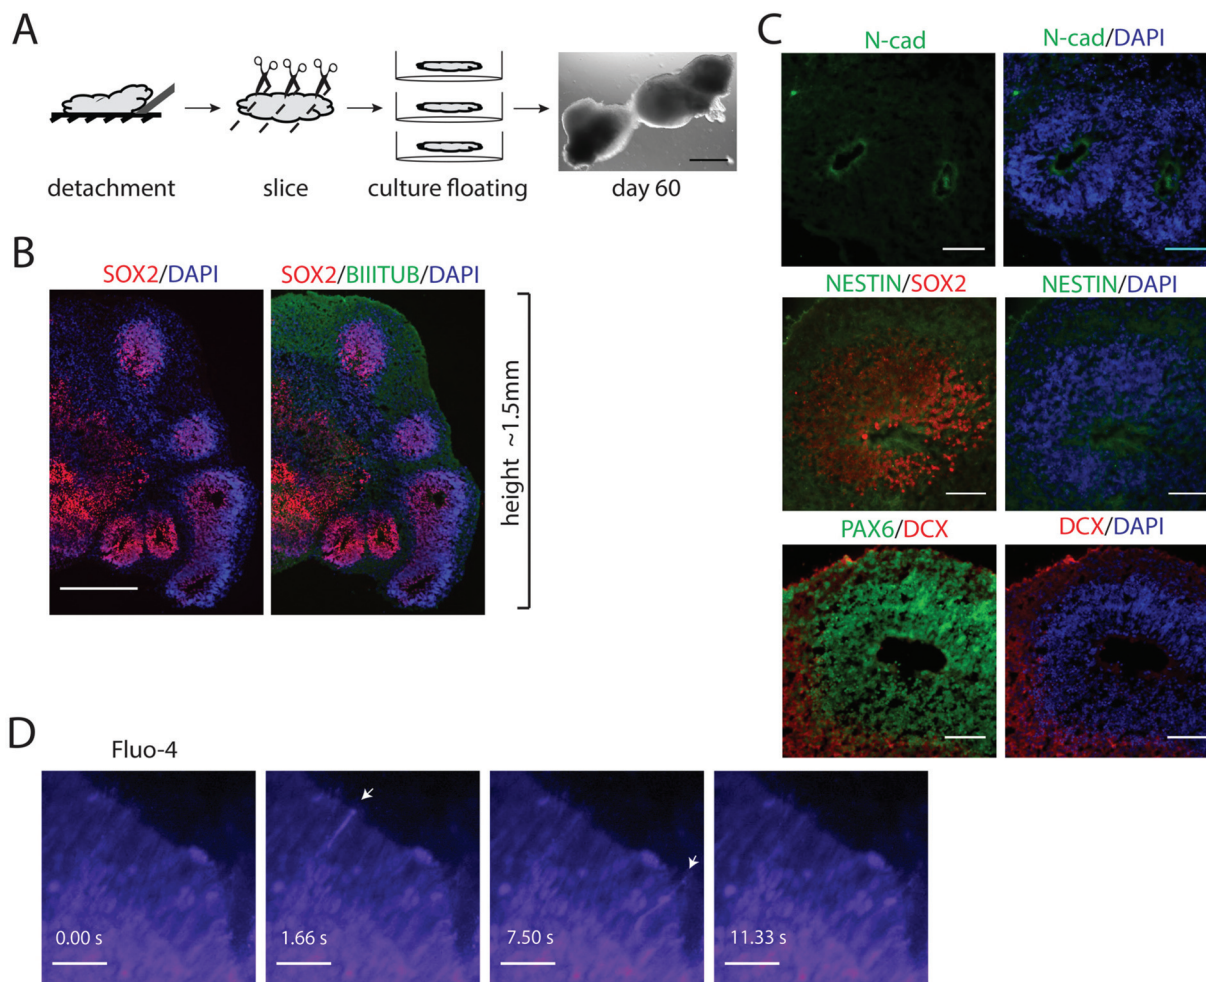 A
detachment
slice
culture floating
day 60
B
SOX2/DAPI
SOX2/BIIITUB/DAPI
height ~1.5mm
C
N-cad
N-cad/DAPI
NESTIN/SOX2
NESTIN/DAPI
PAX6/DCX
DCX/DAPI
D
Fluo-4
0.00 s
1.66 s
7.50 s
11.33 s